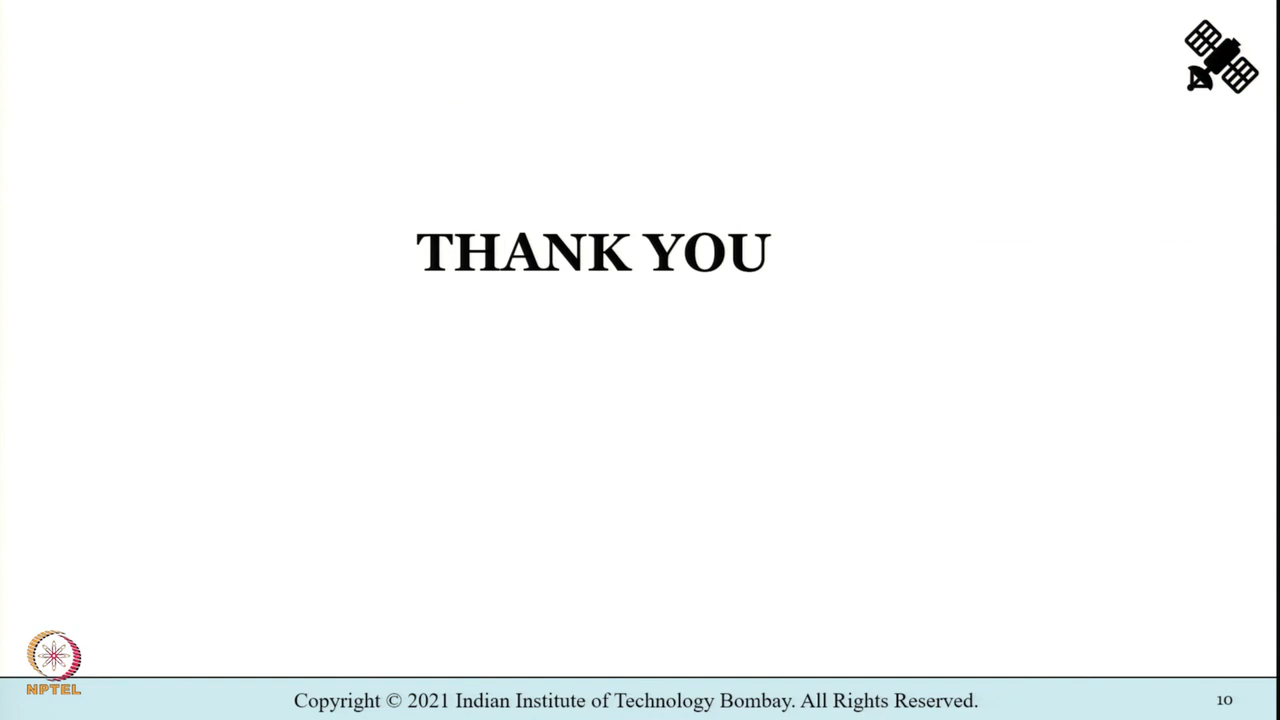 THANK YOU
NPTEL
Copyright © 2021 Indian Institute of Technology Bombay. All Rights Reserved.
10